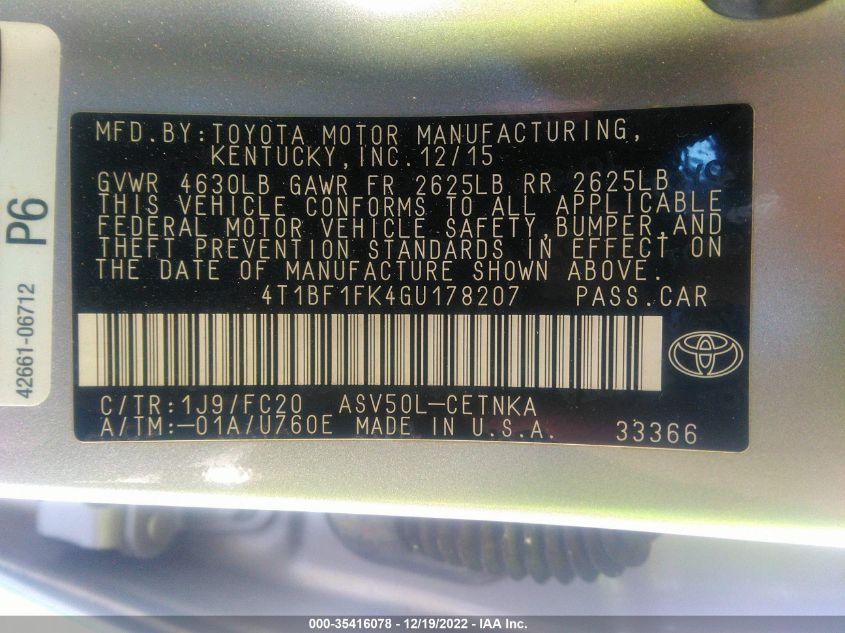 MFD.BY:TOYOTA MOTOR MANUFACTURING,
KENTUCKY,INC.12/15
GVWR 4630LB GAWR FR 2625LB RR 2625LB
THIS VEHICLE CONFORMS TO ALL APPLICABLE
FEDERAL MOTOR VEHICLE SAFETY,BUMPER,AND
THEFT PREVENTION STANDARDS IN EFFECT ON
THE DATE OF MANUFACTURE SHOWN ABOVE.
4T1BF1FK4GU178207 PASS.CAR
C/TR:1J9/FC20 ASV50L-CETNKA
A/TM:-01A/U760E MADE IN U.S.A. 33366
P6
42661-06712
000-35416078 - 12/19/2022 - IAA Inc.